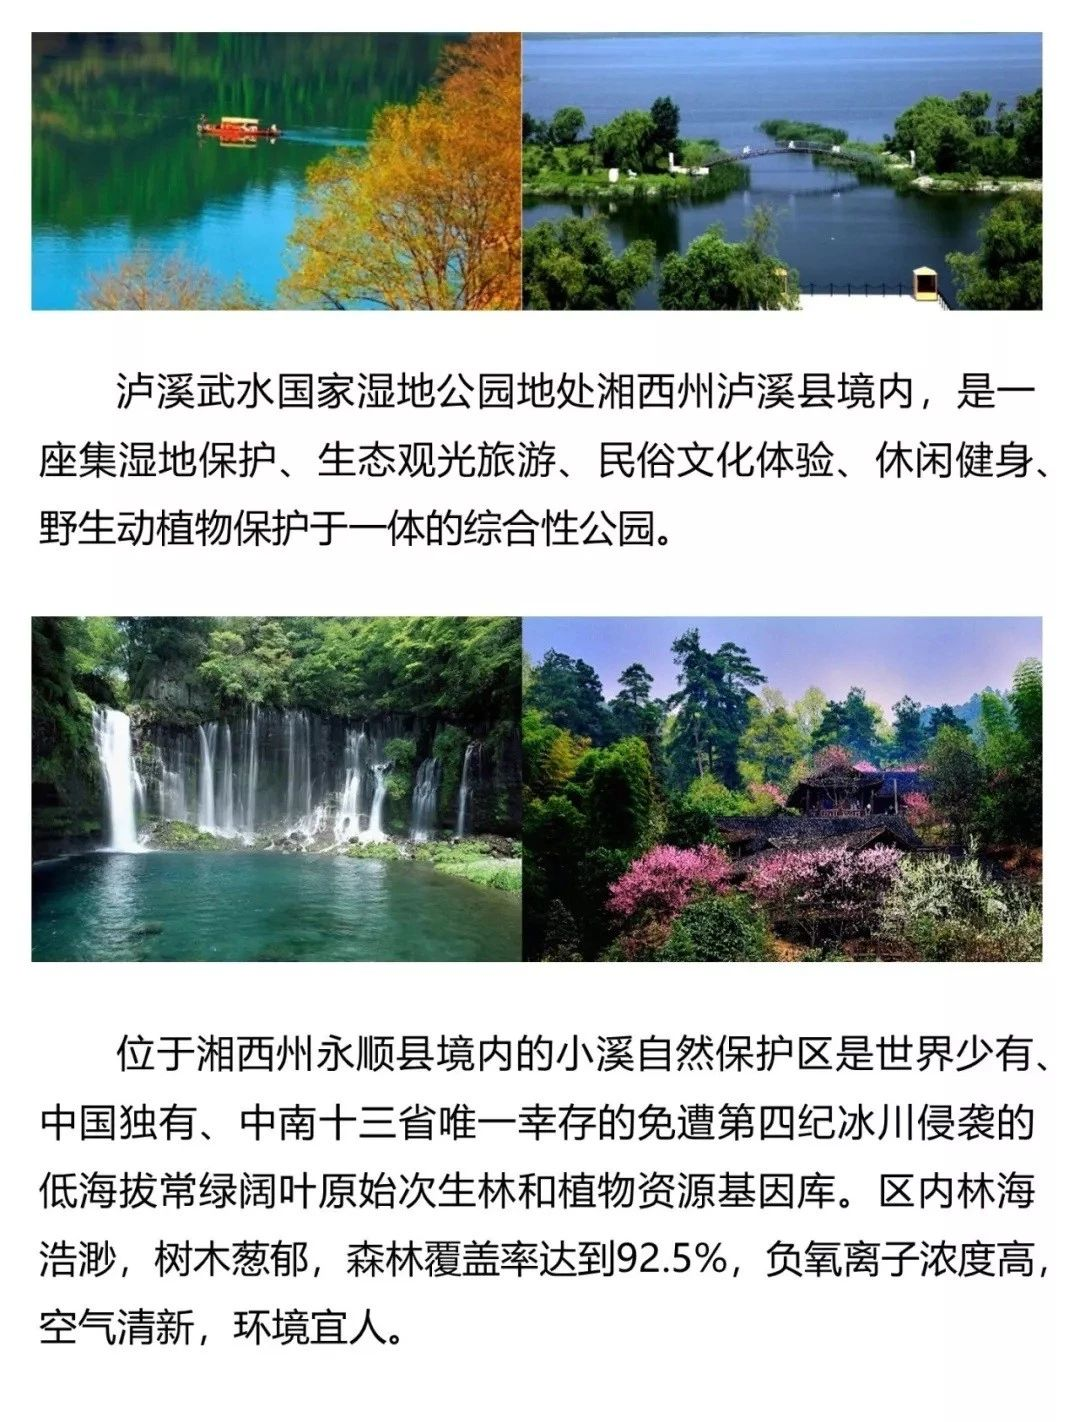 泸溪武水国家湿地公园地处湘西州泸溪县境内，是一
座集湿地保护、生态观光旅游、民俗文化体验、休闲健身、
野生动植物保护于一体的综合性公园。
位于湘西州永顺县境内的小溪自然保护区是世界少有、
中国独有、中南十三省唯一幸存的免遭第四纪冰川侵袭的
低海拔常绿阔叶原始次生林和植物资源基因库。区内林海
浩渺，树木葱郁，森林覆盖率达到92.5%，负氧离子浓度高，
空气清新，环境宜人。